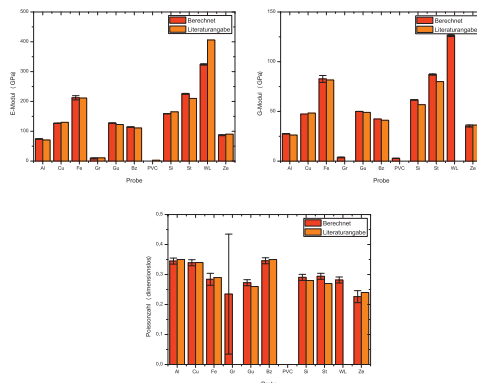 500
400
300
200
100
0
E-Modul (GPa)
Berechnet
Literaturangabe
Al Cu Fe Gr Gu Bz PVC Si St WL Ze
Probe
150
100
50
0
G-Modul (GPa)
Berechnet
Literaturangabe
Al Cu Fe Gr Gu Bz PVC Si St WL Ze
Probe
0,5
0,4
0,3
0,2
0,1
0,0
Poissonzahl (dimensionslos)
Berechnet
Literaturangabe
Al Cu Fe Gr Gu Bz PVC Si St WL Ze